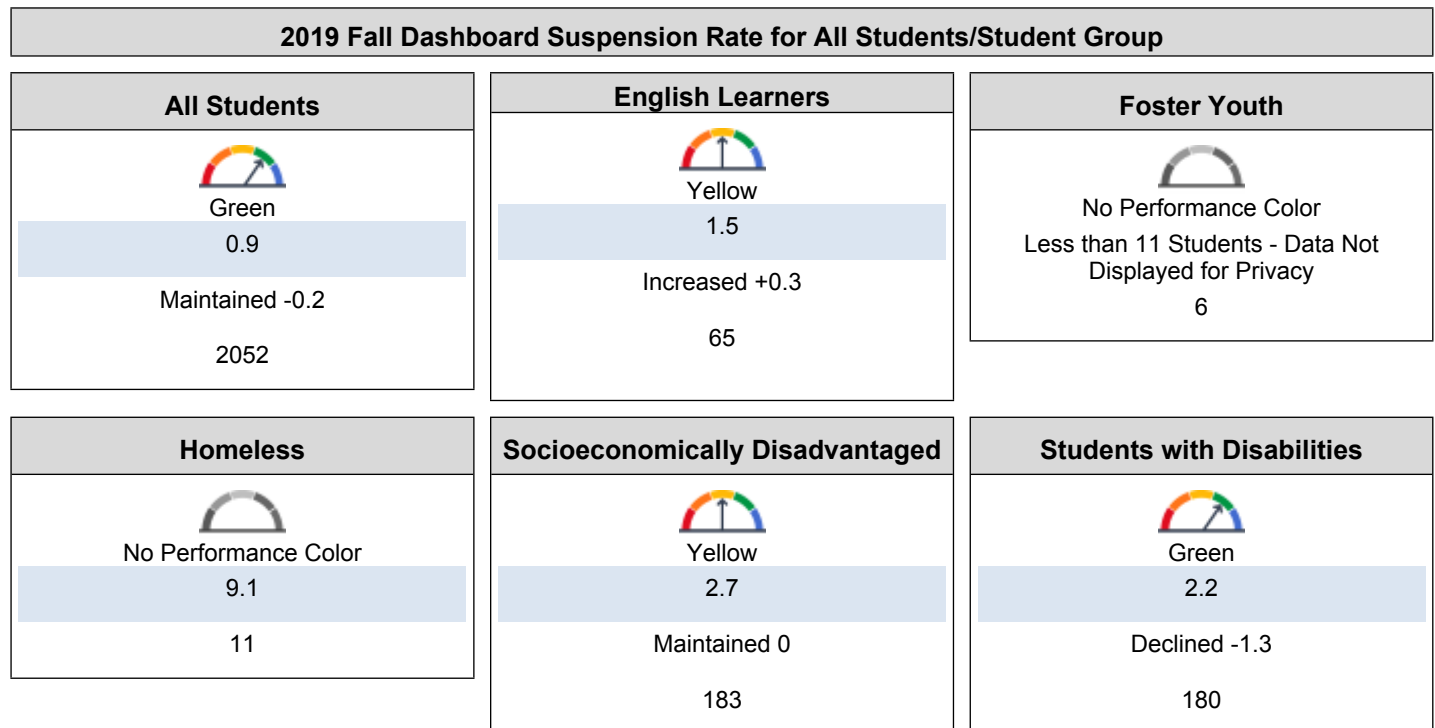 2019 Fall Dashboard Suspension Rate for All Students/Student Group
All Students
Green
0.9
Maintained -0.2
2052
English Learners
Yellow
1.5
Increased +0.3
65
Foster Youth
No Performance Color
Less than 11 Students - Data Not
Displayed for Privacy
6
Homeless
No Performance Color
9.1
11
Socioeconomically Disadvantaged
Yellow
2.7
Maintained 0
183
Students with Disabilities
Green
2.2
Declined -1.3
180